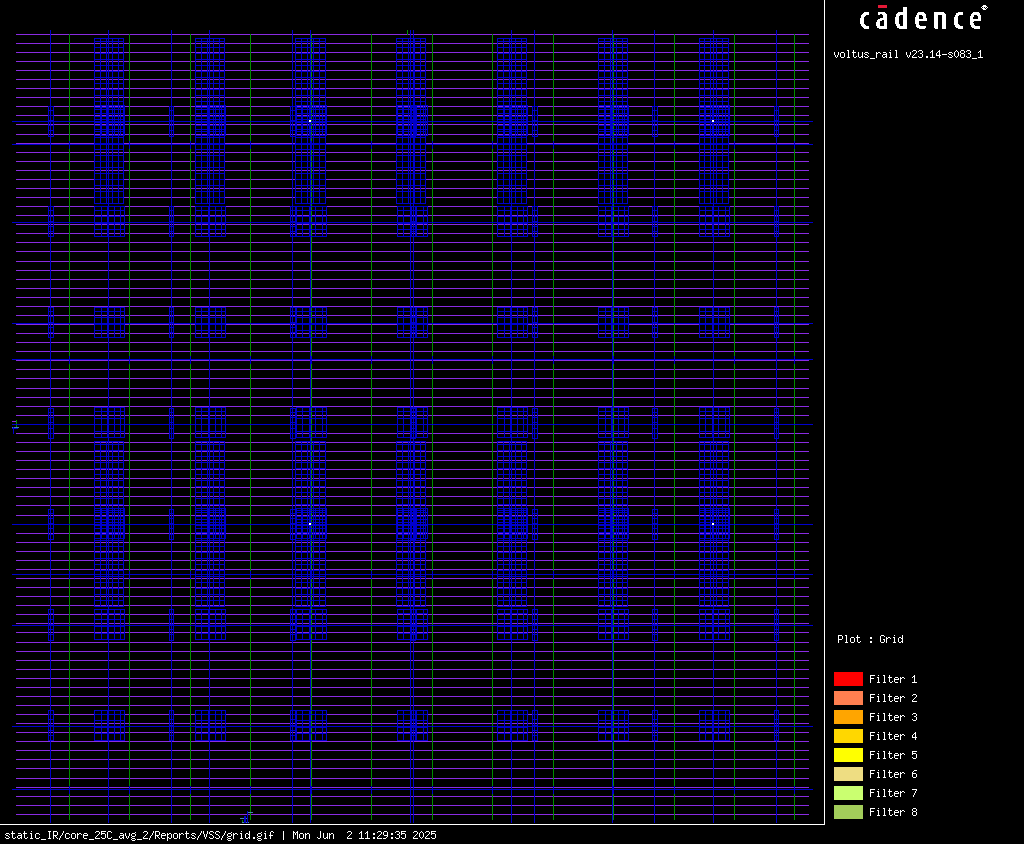 cādence®
voltus_rail v23.14-s083_1
Plot : Grid
Filter 1
Filter 2
Filter 3
Filter 4
Filter 5
Filter 6
Filter 7
Filter 8
static_IR/core_25C_avg_2/Reports/VSS/grid.gif | Mon Jun  2 11:29:35 2025